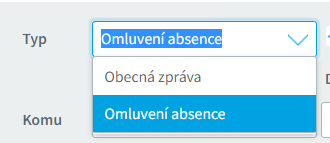 Typ
Omluvení absence
Obecná zpráva
Omluvení absence
Komu